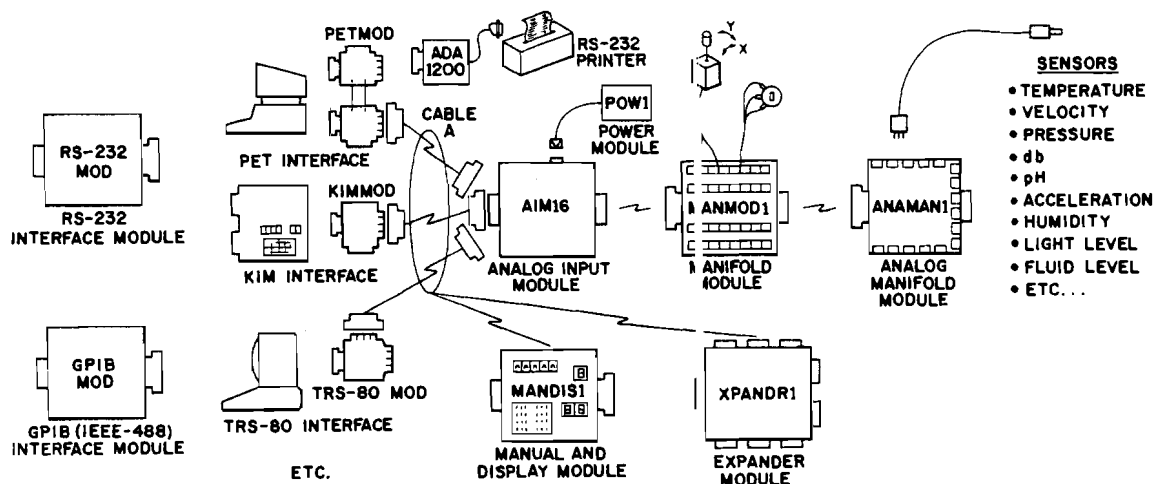 PETMOD
ADA
1200
RS-232
PRINTER
CABLE
A
PET INTERFACE
POW1
POWER
MODULE
Y
X
SENSORS
• TEMPERATURE
• VELOCITY
• PRESSURE
• db
• pH
• ACCELERATION
• HUMIDITY
• LIGHT LEVEL
• FLUID LEVEL
• ETC...
RS-232
MOD
RS-232
INTERFACE MODULE
KIMMOD
KIM INTERFACE
AIM16
ANALOG INPUT
MODULE
MANMOD1
MANIFOLD
MODULE
ANAMAN1
ANALOG
MANIFOLD
MODULE
GPIB
MOD
GPIB (IEEE-488)
INTERFACE MODULE
TRS-80 MOD
TRS-80 INTERFACE
ETC.
MANDIS1
MANUAL AND
DISPLAY MODULE
XPANDR1
EXPANDER
MODULE